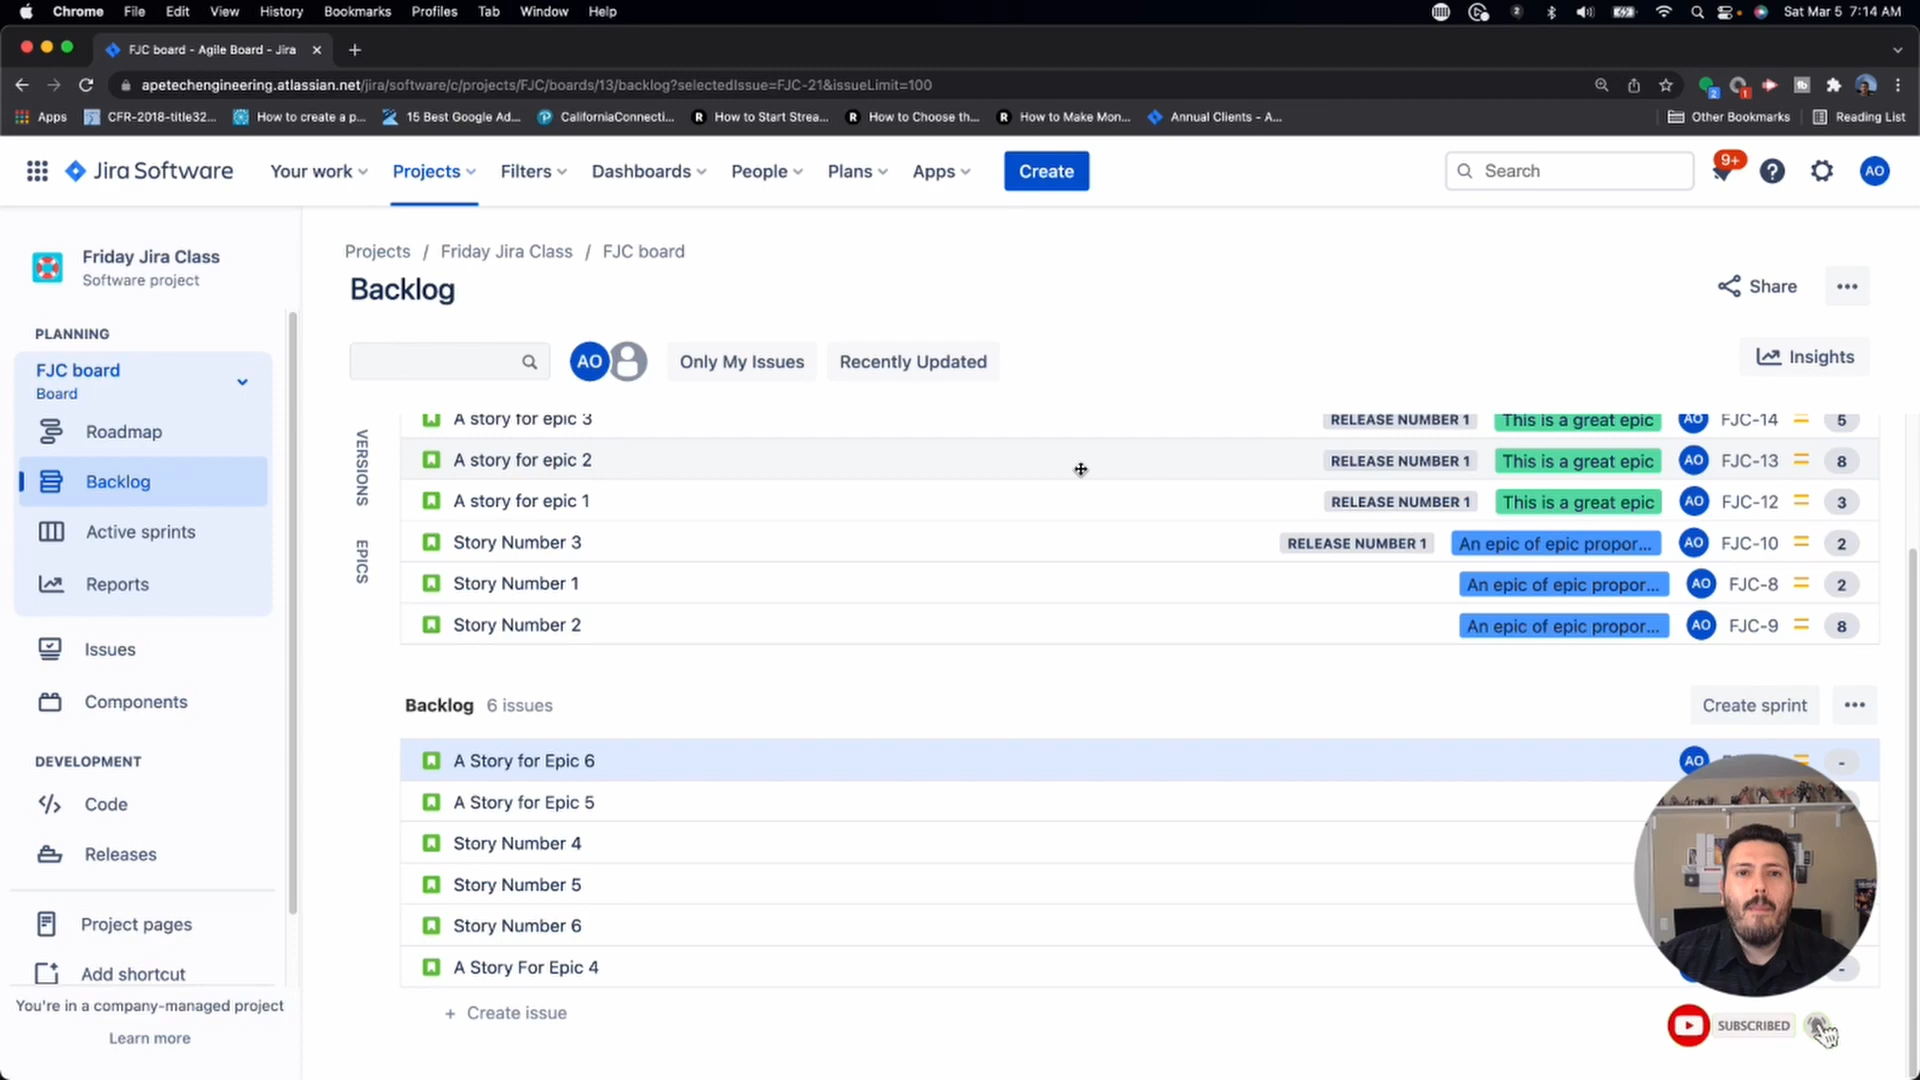 Chrome File Edit View History Bookmarks Profiles Tab Window Help
2
Sat Mar 5 7:14 AM
FJC board - Agile Board - Jira
apetechengineering.atlassian.net/jira/software/c/projects/FJC/boards/13/backlog?selectedIssue=FJC-21&issueLimit=100
2 1
Apps CFR-2018-title32... How to create a p... 15 Best Google Ad... CaliforniaConnecti... How to Start Strea... How to Choose th... How to Make Mon... Annual Clients - A... Other Bookmarks Reading List
Jira Software Your work Projects Filters Dashboards People Plans Apps Create Search 9+ AO
Friday Jira Class
Software project
PLANNING
FJC board
Board
Roadmap
Backlog
Active sprints
Reports
Issues
Components
DEVELOPMENT
Code
Releases
Project pages
Add shortcut
You're in a company-managed project
Learn more
Projects / Friday Jira Class / FJC board
Backlog
Share
AO Only My Issues Recently Updated
Insights
VERSIONS
EPICS
A story for epic 3 RELEASE NUMBER 1 This is a great epic AO FJC-14 5
A story for epic 2 RELEASE NUMBER 1 This is a great epic AO FJC-13 8
A story for epic 1 RELEASE NUMBER 1 This is a great epic AO FJC-12 3
Story Number 3 RELEASE NUMBER 1 An epic of epic propor... AO FJC-10 2
Story Number 1 An epic of epic propor... AO FJC-8 2
Story Number 2 An epic of epic propor... AO FJC-9 8
Backlog 6 issues Create sprint
A Story for Epic 6 AO -
A Story for Epic 5
Story Number 4
Story Number 5
Story Number 6
A Story For Epic 4 -
+ Create issue
SUBSCRIBED